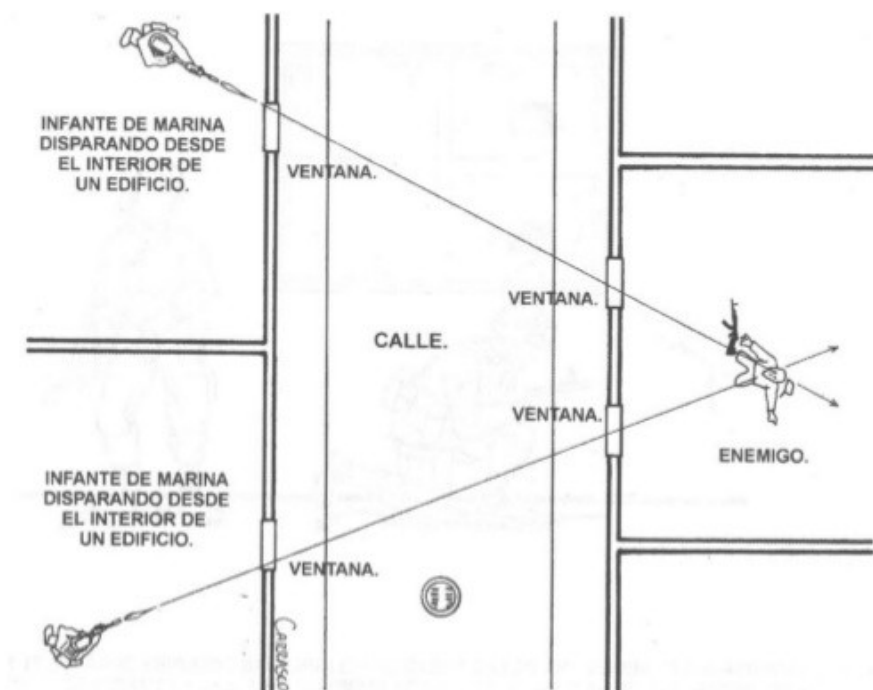 INFANTE DE MARINA
DISPARANDO DESDE
EL INTERIOR DE
UN EDIFICIO.
VENTANA.
VENTANA.
CALLE.
VENTANA.
ENEMIGO.
INFANTE DE MARINA
DISPARANDO DESDE
EL INTERIOR DE
UN EDIFICIO.
VENTANA.
CARRASCO